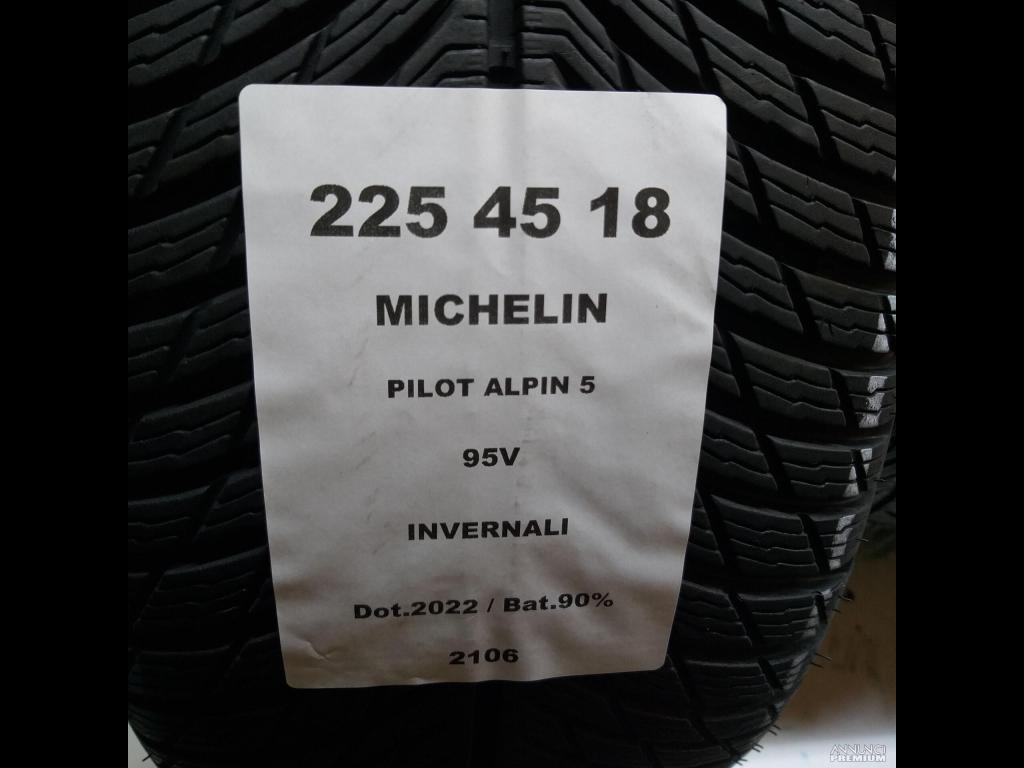 225 45 18
MICHELIN
PILOT ALPIN 5
95V
INVERNALI
Dot.2022 / Bat.90%
2106
ANNUNCI
PREMIUM